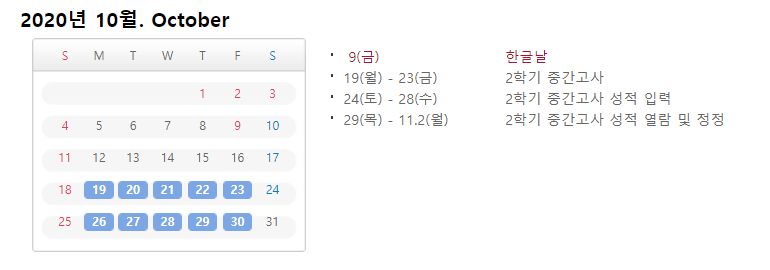 2020년 10월. October
S M T W T F S
1 2 3
4 5 6 7 8 9 10
11 12 13 14 15 16 17
18 19 20 21 22 23 24
25 26 27 28 29 30 31
9(금) 한글날
19(월) - 23(금) 2학기 중간고사
24(토) - 28(수) 2학기 중간고사 성적 입력
29(목) - 11.2(월) 2학기 중간고사 성적 열람 및 정정